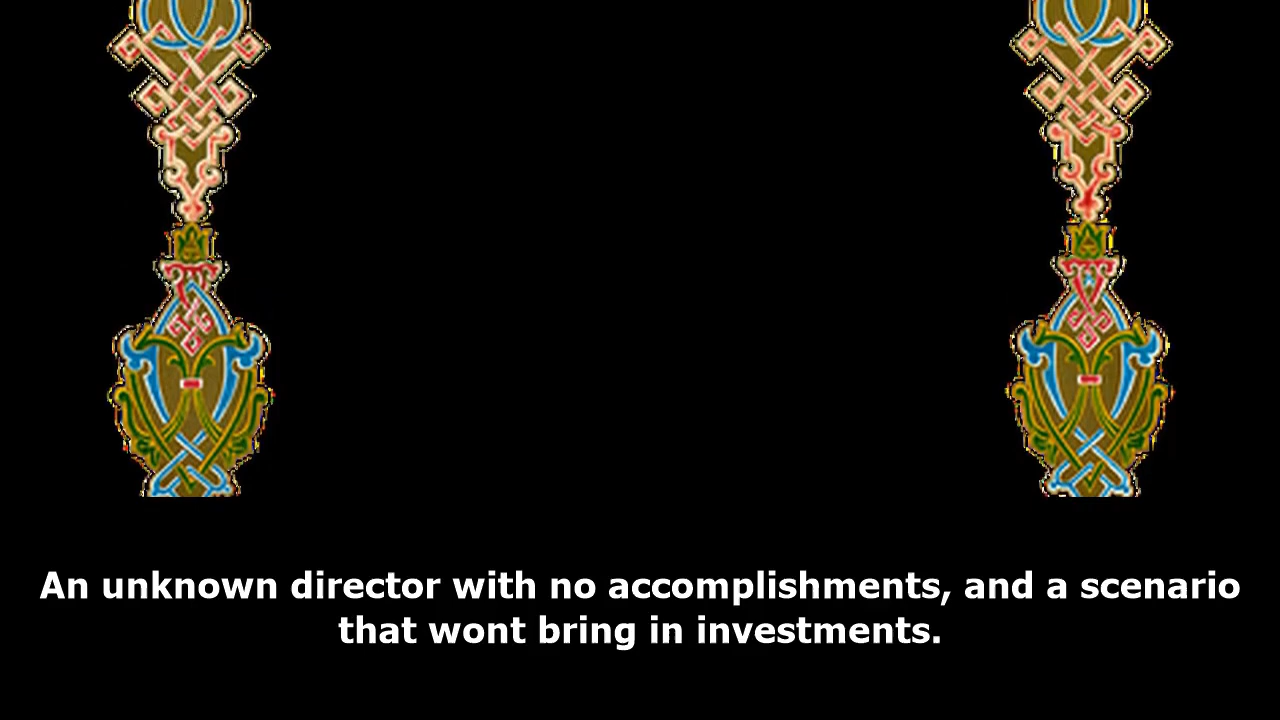 An unknown director with no accomplishments, and a scenario
that wont bring in investments.